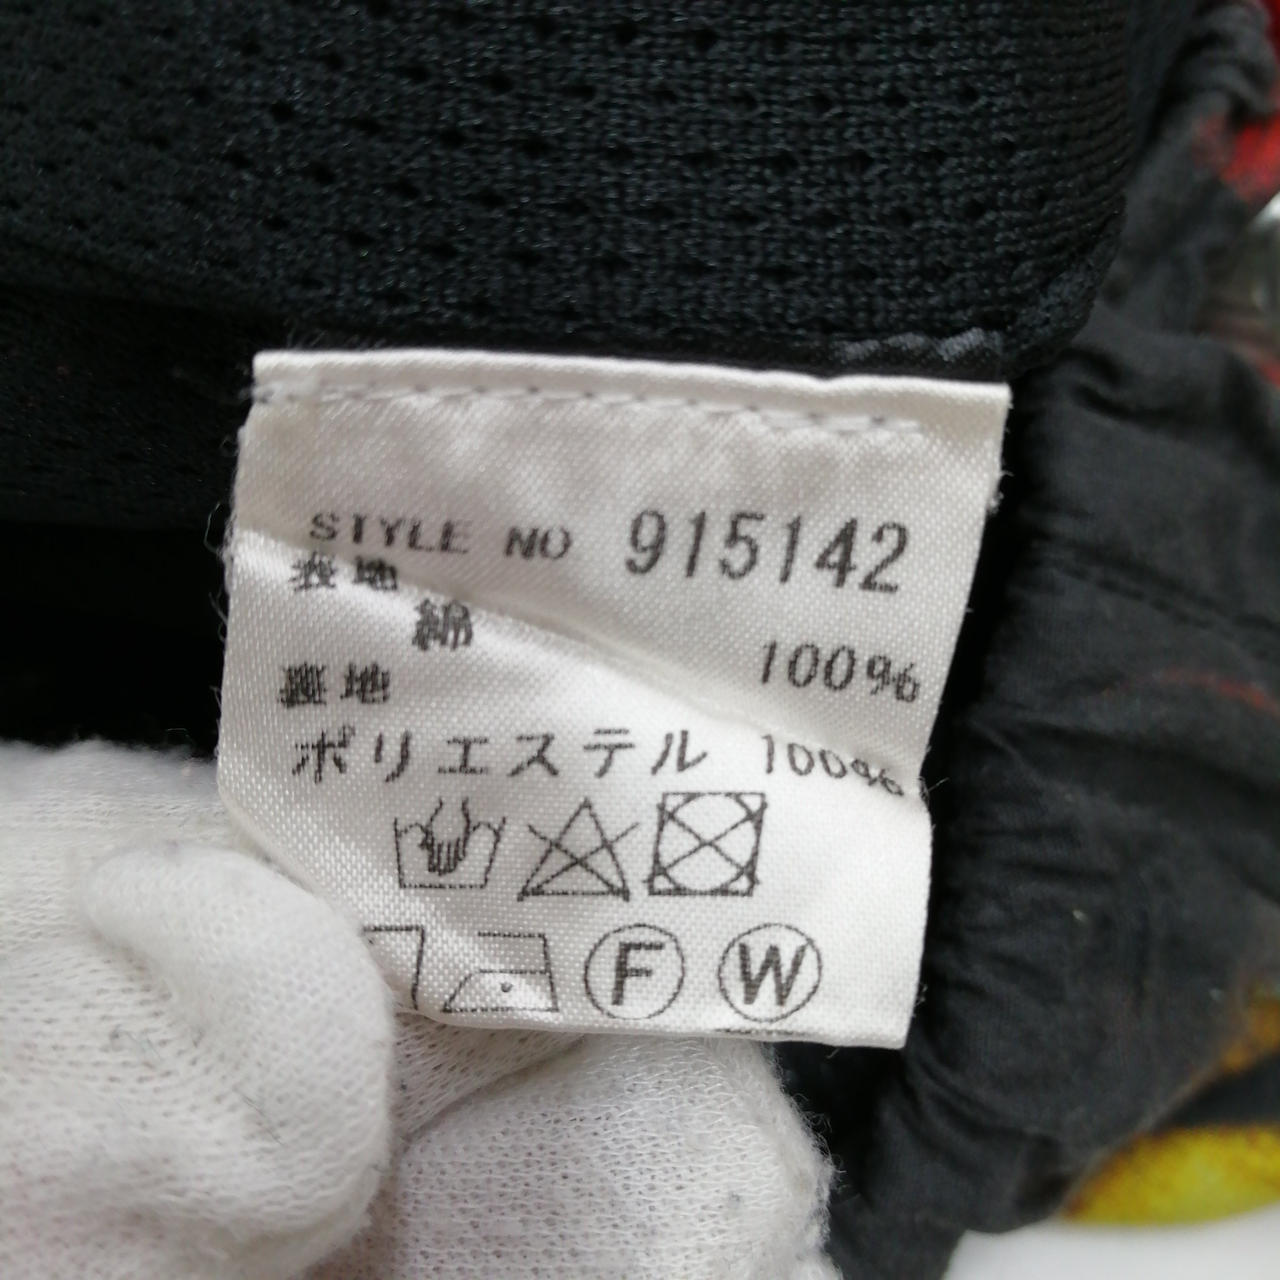 STYLE NO 915142
表地
綿 100%
裏地
ポリエステル 100%
F W